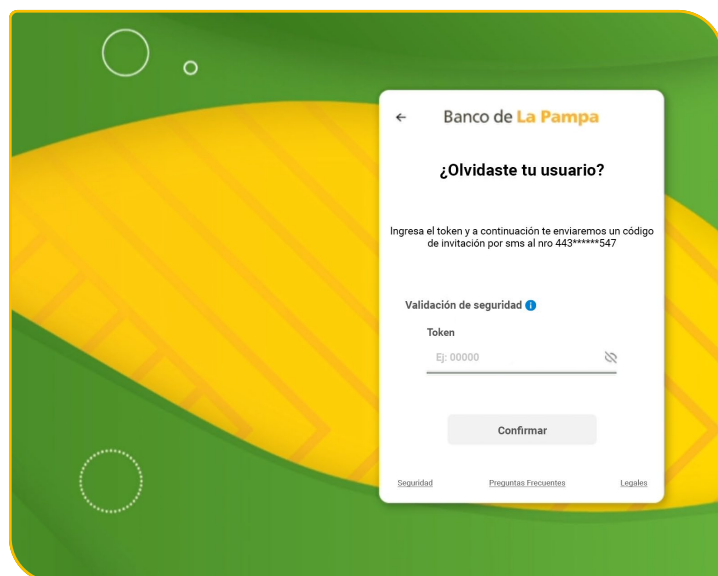 Banco de La Pampa
¿Olvidaste tu usuario?
Ingresa el token y a continuación te enviaremos un código
de invitación por sms al nro 443******547
Validación de seguridad
Token
Ej: 00000
Confirmar
Seguridad
Preguntas Frecuentes
Legales